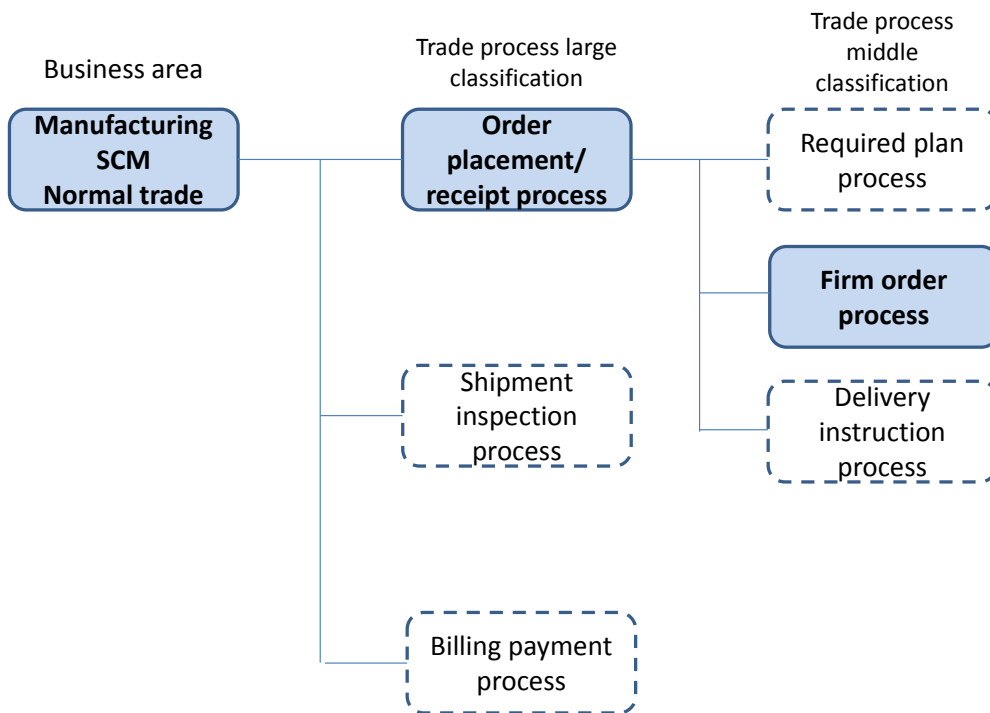 Business area
Trade process large
classification
Trade process
middle
classification
Manufacturing
SCM
Normal trade
Order
placement/
receipt process
Required plan
process
Firm order
process
Shipment
inspection
process
Delivery
instruction
process
Billing payment
process